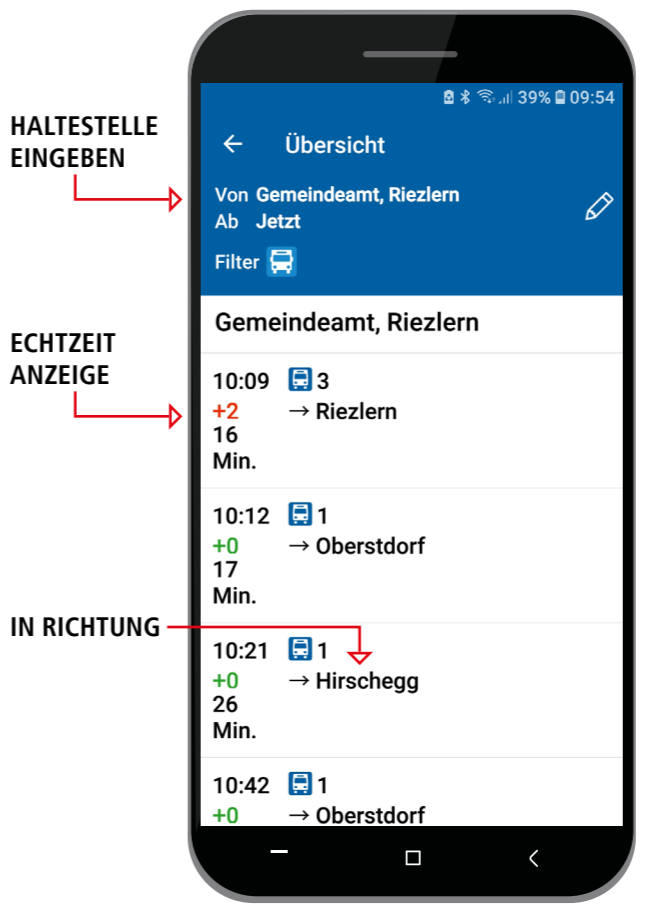 39% 09:54
HALTESTELLE
EINGEBEN
Übersicht
Von Gemeindeamt, Riezlern
Ab Jetzt
Filter
Gemeindeamt, Riezlern
ECHTZEIT
ANZEIGE
10:09 3
+2 → Riezlern
16
Min.
10:12 1
+0 → Oberstdorf
17
Min.
IN RICHTUNG
10:21 1
+0 → Hirschegg
26
Min.
10:42 1
+0 → Oberstdorf